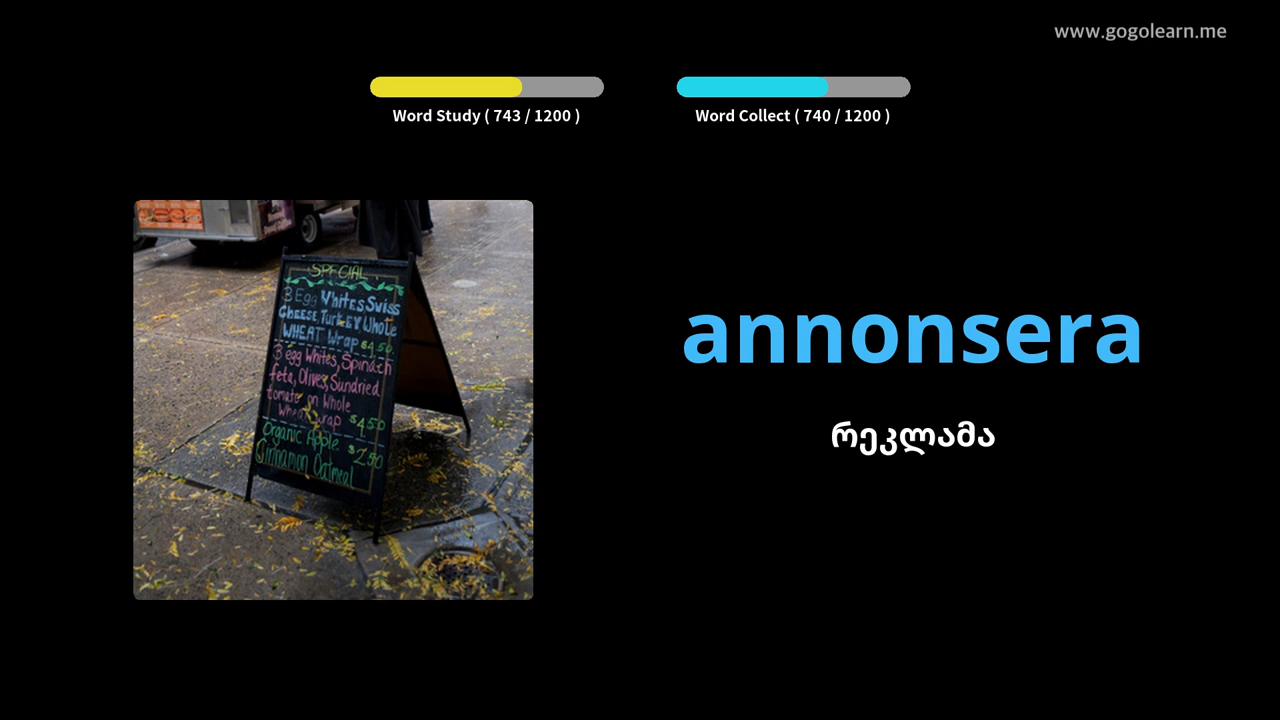 www.gogolearn.me
Word Study ( 743 / 1200 )
Word Collect ( 740 / 1200 )
SPECIAL
3 Egg Whites Swiss
Cheese, Turkey Whole
WHEAT Wrap $4.50
3 egg Whites, Spinach
feta, Olives, Sundried
tomato on Whole
Wheat wrap $4.50
Organic Apple
Cinnamon Oatmeal $2.50
annonsera
რეკლამა